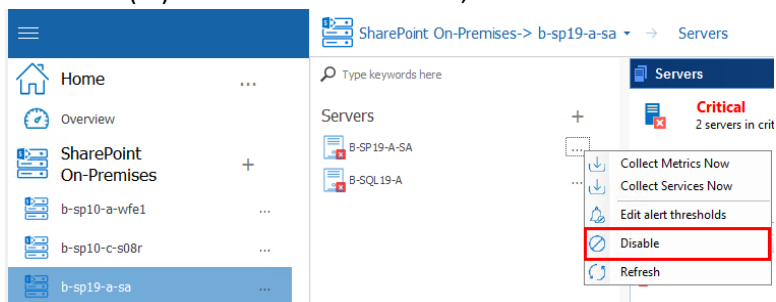 SharePoint On-Premises-> b-sp19-a-sa → Servers
Home ...
Overview
SharePoint
On-Premises +
b-sp10-a-wfe1 ...
b-sp10-c-s08r ...
b-sp19-a-sa ...
Type keywords here
Servers +
B-SP19-A-SA ...
B-SQL19-A ...
Servers
Critical
2 servers in crit
Collect Metrics Now
Collect Services Now
Edit alert thresholds
Disable
Refresh